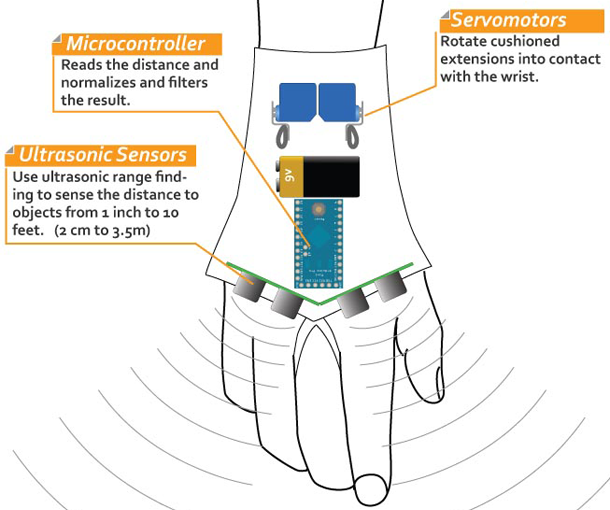 Servomotors
Rotate cushioned
extensions into contact
with the wrist.
Microcontroller
Reads the distance and
normalizes and filters
the result.
Ultrasonic Sensors
Use ultrasonic range find-
ing to sense the distance to
objects from 1 inch to 10
feet. (2 cm to 3.5m)
9V